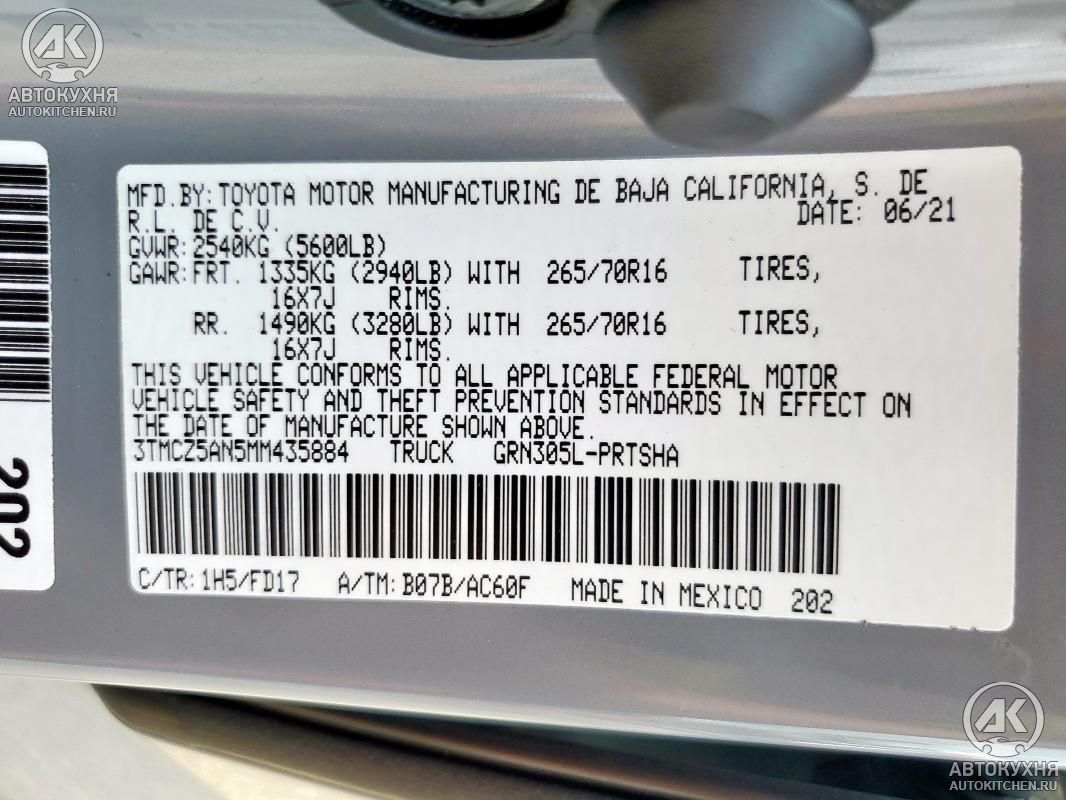 АК
АВТОКУХНЯ
AUTOKITCHEN.RU
MFD.BY: TOYOTA MOTOR MANUFACTURING DE BAJA CALIFORNIA, S. DE
R.L. DE C.V. DATE: 06/21
GVWR: 2540KG (5600LB)
GAWR: FRT. 1335KG (2940LB) WITH 265/70R16 TIRES,
16X7J RIMS.
RR. 1490KG (3280LB) WITH 265/70R16 TIRES,
16X7J RIMS.
THIS VEHICLE CONFORMS TO ALL APPLICABLE FEDERAL MOTOR
VEHICLE SAFETY AND THEFT PREVENTION STANDARDS IN EFFECT ON
THE DATE OF MANUFACTURE SHOWN ABOVE.
3TMCZ5AN5MM435884 TRUCK GRN305L-PRTSHA
C/TR: 1H5/FD17 A/TM: B07B/AC60F MADE IN MEXICO 202
202
АК
АВТОКУХНЯ
AUTOKITCHEN.RU